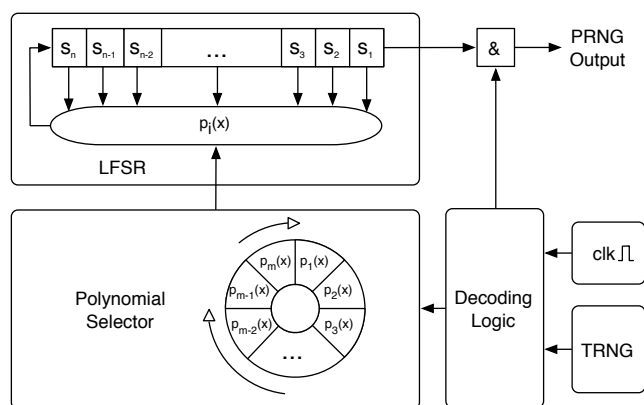 Sn Sn-1 Sn-2 ... S3 S2 S1
&
PRNG
Output
pi(x)
LFSR
Polynomial
Selector
pm(x) p1(x)
pm-1(x) p2(x)
pm-2(x) p3(x)
...
Decoding
Logic
clk
TRNG